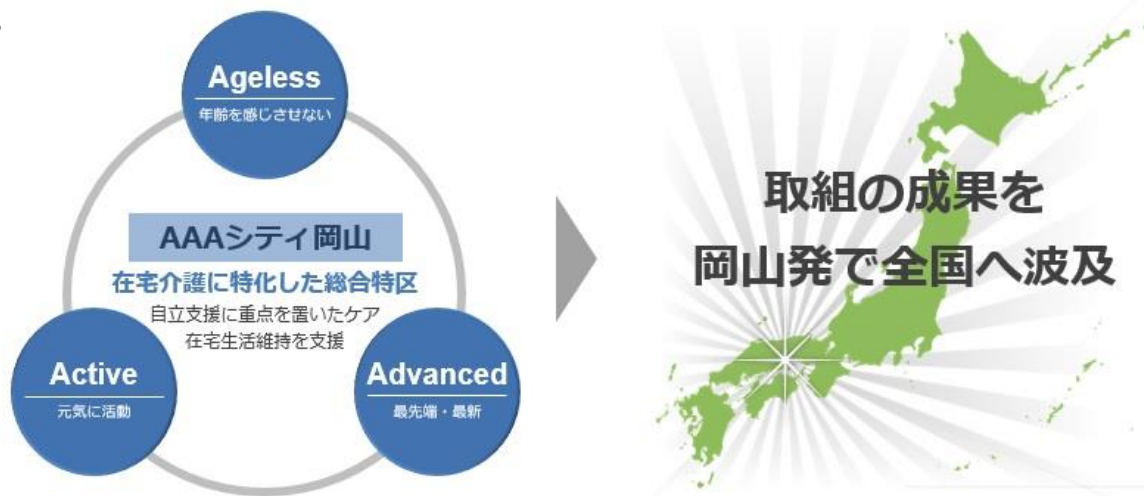 Ageless
年齢を感じさせない
AAAシティ岡山
在宅介護に特化した総合特区
自立支援に重点を置いたケア
在宅生活維持を支援
Active
元気に活動
Advanced
最先端・最新
取組の成果を
岡山発で全国へ波及